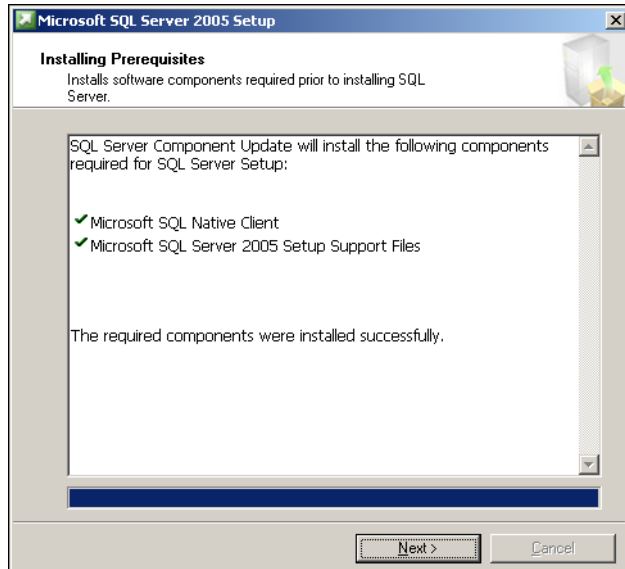 Microsoft SQL Server 2005 Setup
Installing Prerequisites
Installs software components required prior to installing SQL
Server.
SQL Server Component Update will install the following components
required for SQL Server Setup:
Microsoft SQL Native Client
Microsoft SQL Server 2005 Setup Support Files
The required components were installed successfully.
Next >
Cancel